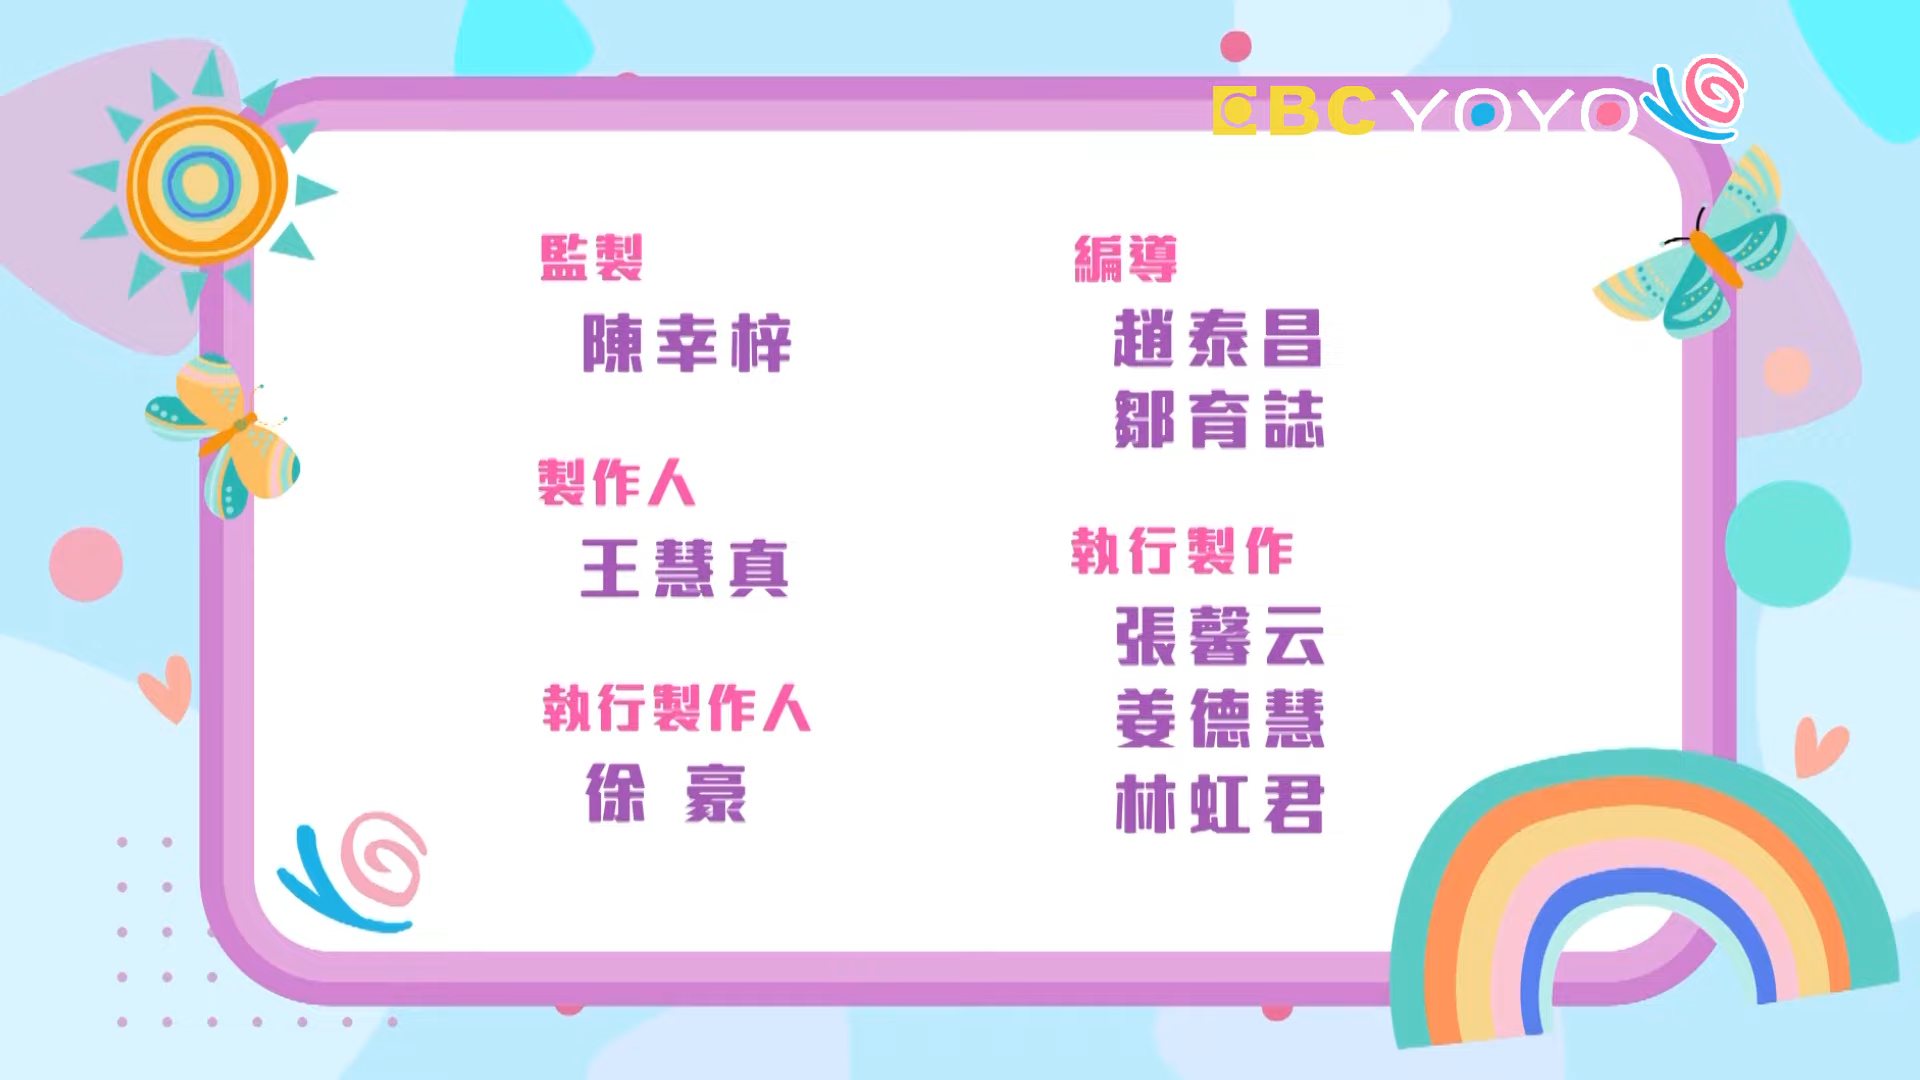 EBC YOYO
監製
陳幸梓
製作人
王慧真
執行製作人
徐 豪
編導
趙泰昌
鄒育誌
執行製作
張馨云
姜德慧
林虹君